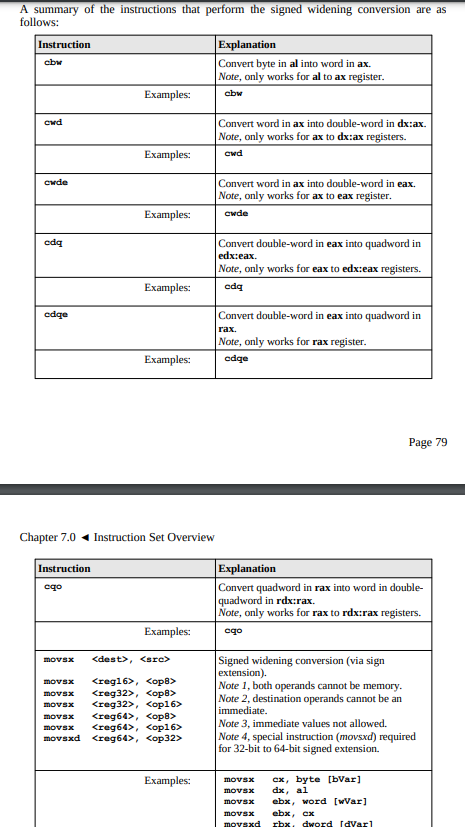 A summary of the instructions that perform the signed widening conversion are as
follows:
Instruction Explanation
cbw Convert byte in al into word in ax.
Note, only works for al to ax register.
Examples: cbw
cwd Convert word in ax into double-word in dx:ax.
Note, only works for ax to dx:ax registers.
Examples: cwd
cwde Convert word in ax into double-word in eax.
Note, only works for ax to eax register.
Examples: cwde
cdq Convert double-word in eax into quadword in
edx:eax.
Note, only works for eax to edx:eax registers.
Examples: cdq
cdqe Convert double-word in eax into quadword in
rax.
Note, only works for rax register.
Examples: cdqe
Page 79
Chapter 7.0 ◄ Instruction Set Overview
Instruction Explanation
cqo Convert quadword in rax into word in double-
quadword in rdx:rax.
Note, only works for rax to rdx:rax registers.
Examples: cqo
movsx <dest>, <src>
movsx <reg16>, <op8>
movsx <reg32>, <op8>
movsx <reg32>, <op16>
movsx <reg64>, <op8>
movsx <reg64>, <op16>
movsxd <reg64>, <op32>
Signed widening conversion (via sign
extension).
Note 1, both operands cannot be memory.
Note 2, destination operands cannot be an
immediate.
Note 3, immediate values not allowed.
Note 4, special instruction (movsxd) required
for 32-bit to 64-bit signed extension.
Examples: movsx cx, byte [bVar]
movsx dx, al
movsx ebx, word [wVar]
movsx ebx, cx
movsxd rbx, dword [dVar]